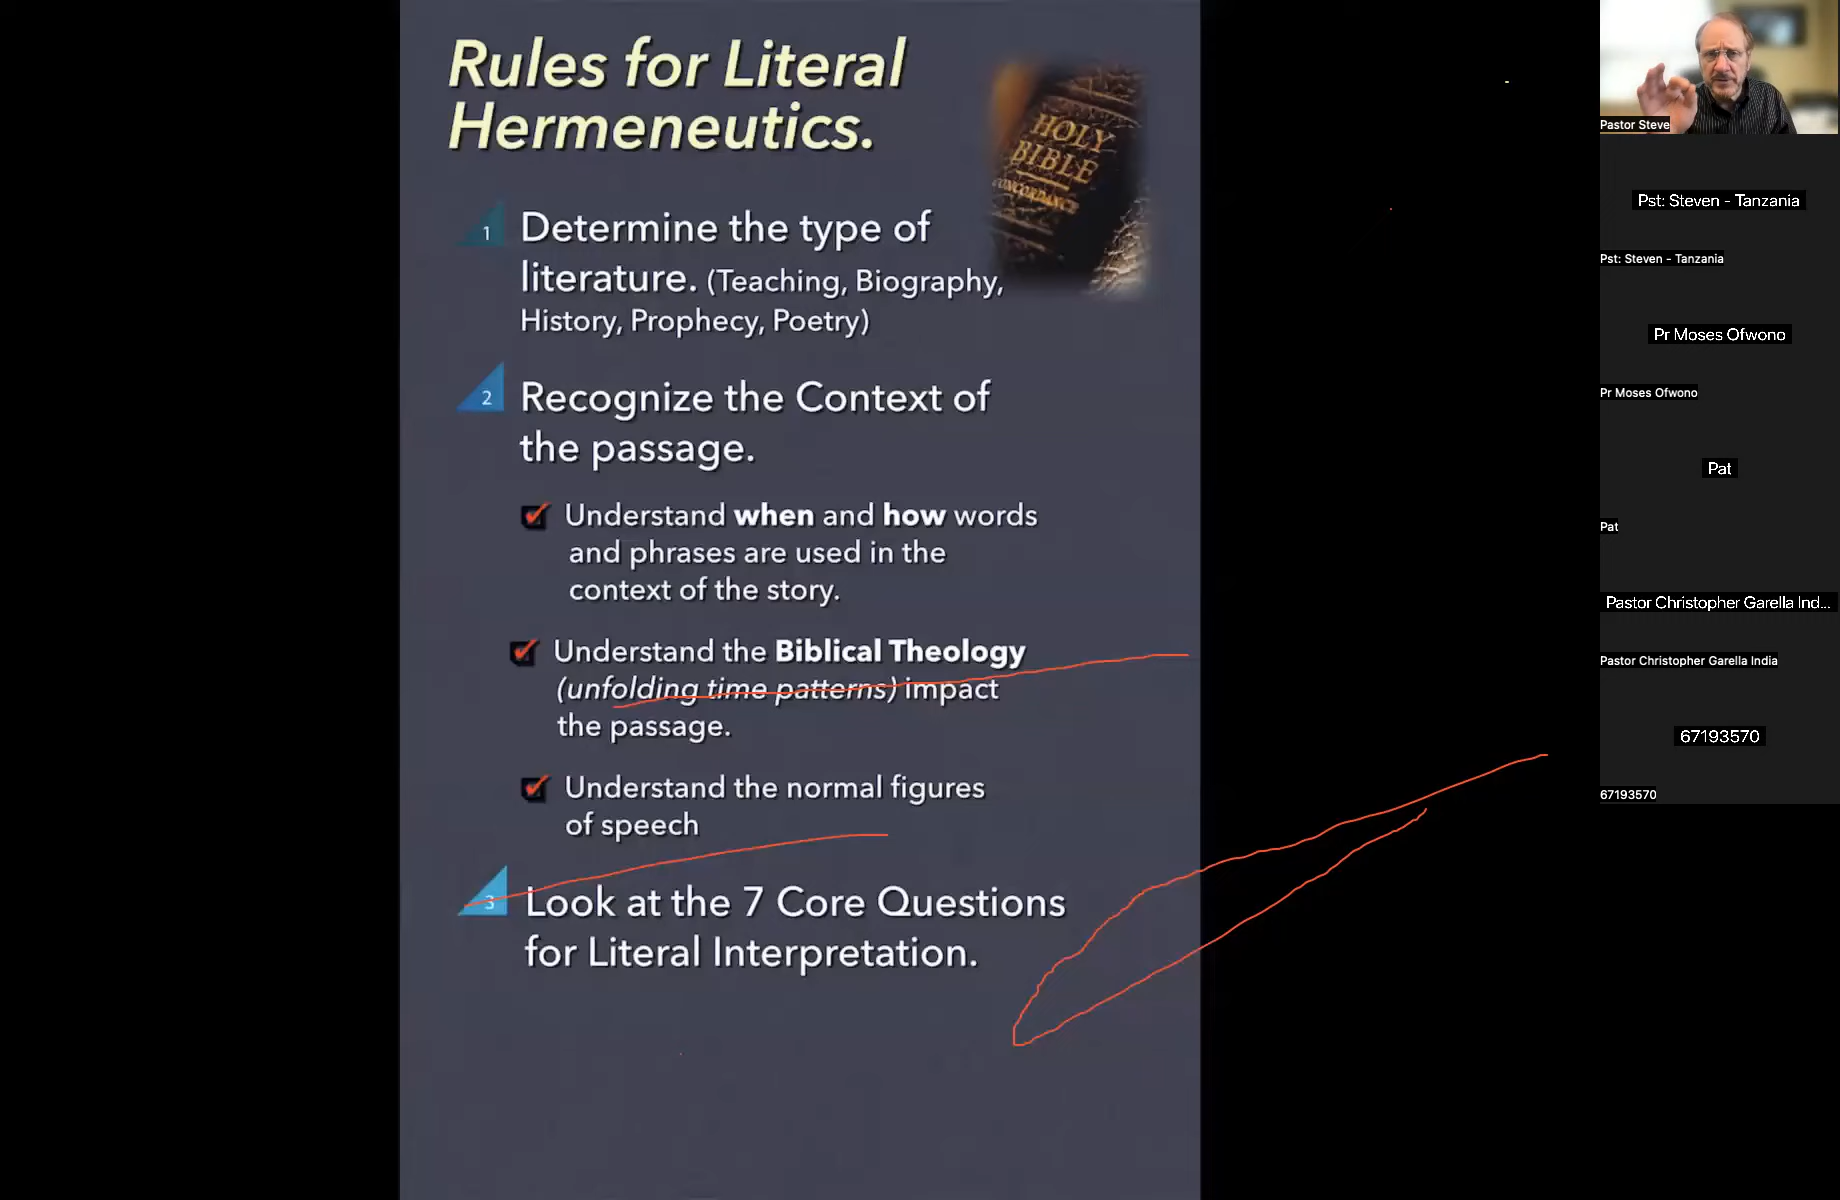 Rules for Literal
Hermeneutics.
HOLY
BIBLE
CONCORDANCE
1
Determine the type of
literature. (Teaching, Biography,
History, Prophecy, Poetry)
2
Recognize the Context of
the passage.
Understand when and how words
and phrases are used in the
context of the story.
Understand the Biblical Theology
(unfolding time patterns) impact
the passage.
Understand the normal figures
of speech
3
Look at the 7 Core Questions
for Literal Interpretation.
Pastor Steve
Pst: Steven - Tanzania
Pst: Steven - Tanzania
Pr Moses Ofwono
Pr Moses Ofwono
Pat
Pat
Pastor Christopher Garella Ind...
Pastor Christopher Garella India
67193570
67193570